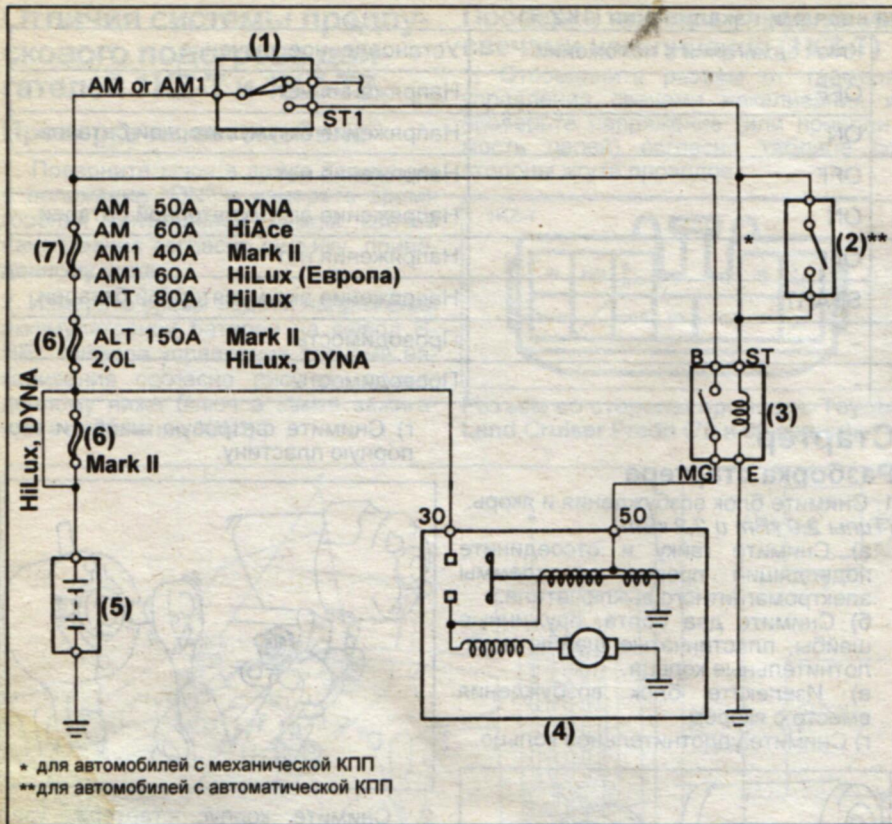 (1)
AM or AM1
7
ST1
AM 50A DYNA
AM 60A HiAce
(7) AM1 40A Mark II
AM1 60A HiLux (Европа)
ALT 80A HiLux
* (2)**
(6) ALT 150A Mark II
2,0L HiLux, DYNA
B ST
(3)
HiLux, DYNA
(6)
Mark II
MG E
30 50
(5)
(4)
* для автомобилей с механической КПП
**для автомобилей с автоматической КПП